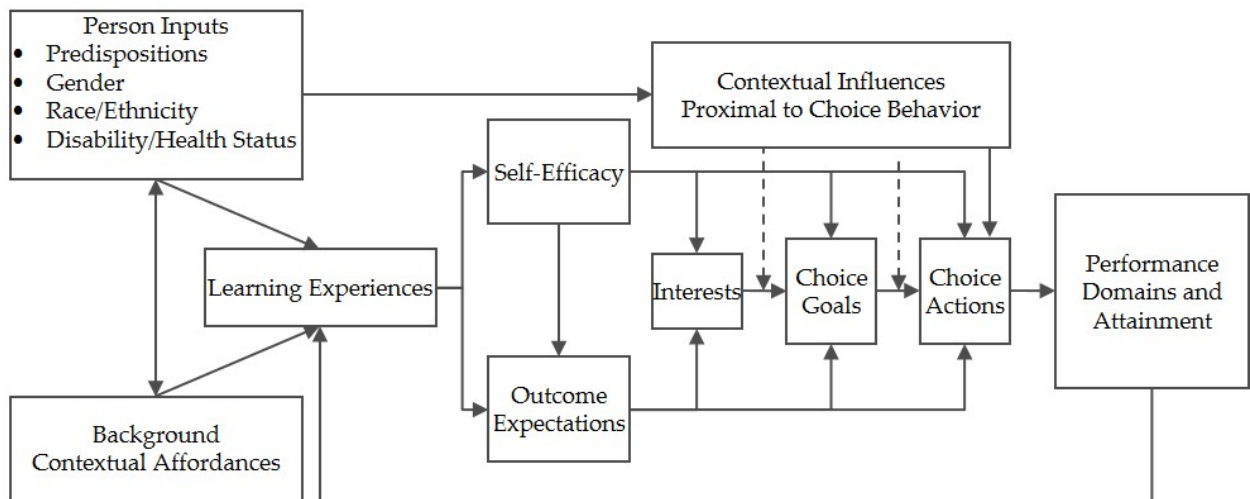 Person Inputs
• Predispositions
• Gender
• Race/Ethnicity
• Disability/Health Status
Contextual Influences
Proximal to Choice Behavior
Self-Efficacy
Learning Experiences
Interests
Choice
Goals
Choice
Actions
Performance
Domains and
Attainment
Outcome
Expectations
Background
Contextual Affordances